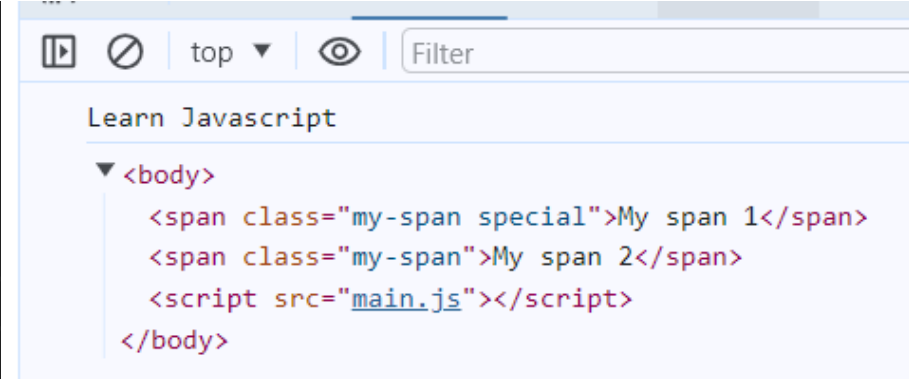 top
Filter
Learn Javascript
<body>
<span class="my-span special">My span 1</span>
<span class="my-span">My span 2</span>
<script src="main.js"></script>
</body>